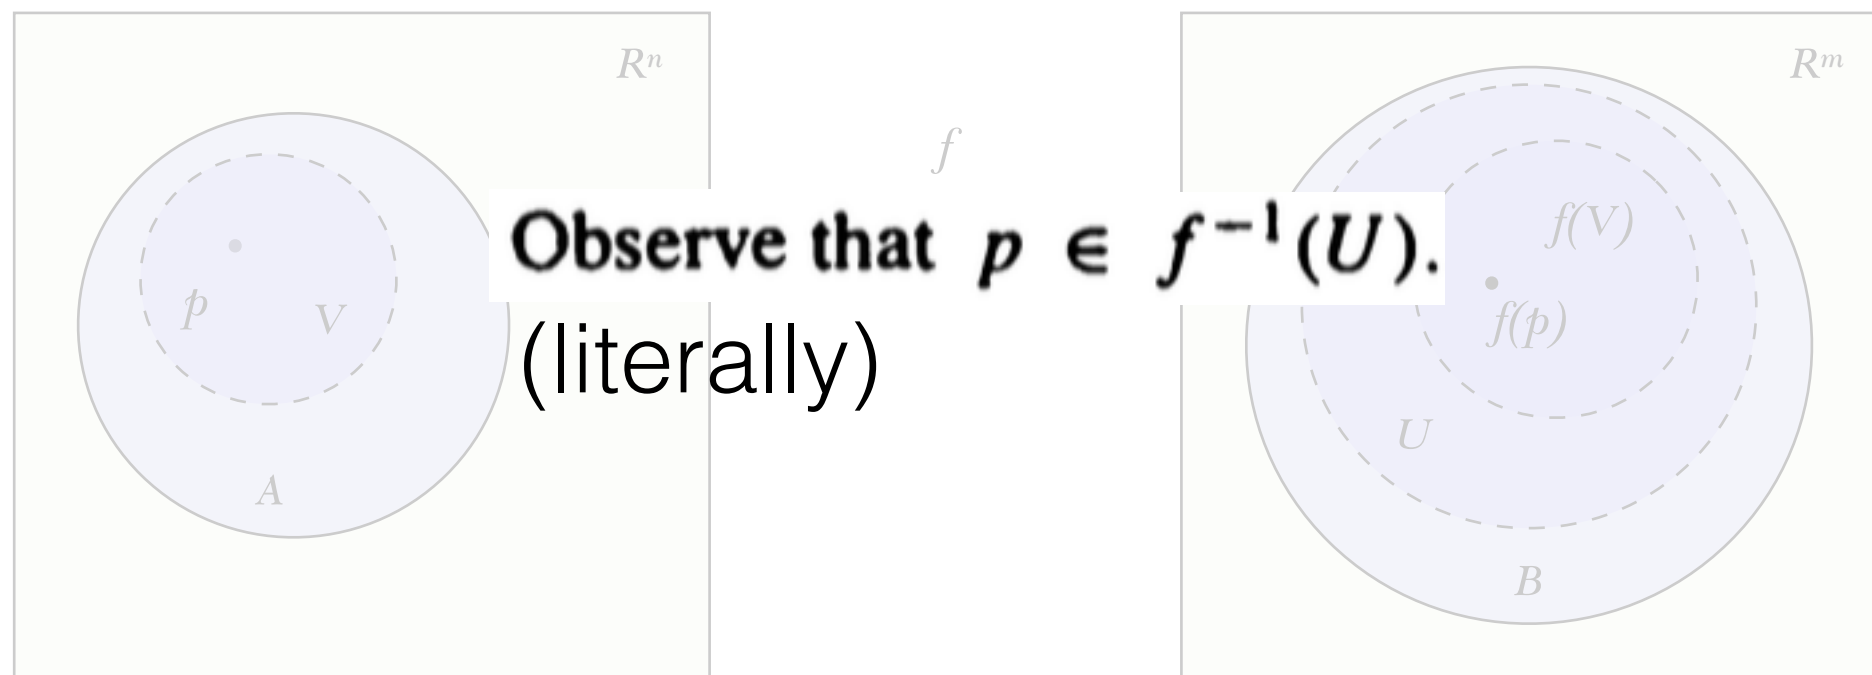 Rⁿ
Rᵐ
f
f(V)
Observe that p ∈ f⁻¹(U).
p
V
f(p)
(literally)
U
A
B